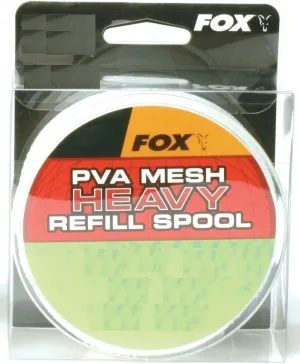 FOX
FOX
PVA MESH
HEAVY
REFILL SPOOL